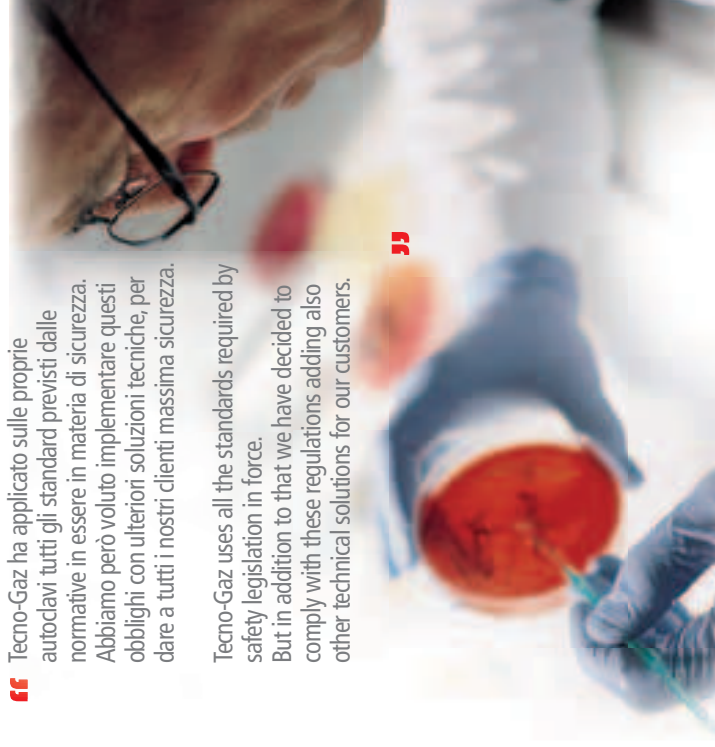 “ Tecno-Gaz ha applicato sulle proprie
autoclavi tutti gli standard previsti dalle
normative in essere in materia di sicurezza.
Abbiamo però voluto implementare questi
obblighi con ulteriori soluzioni tecniche, per
dare a tutti i nostri clienti massima sicurezza.
Tecno-Gaz uses all the standards required by
safety legislation in force.
But in addition to that we have decided to
comply with these regulations adding also
other technical solutions for our customers. ”